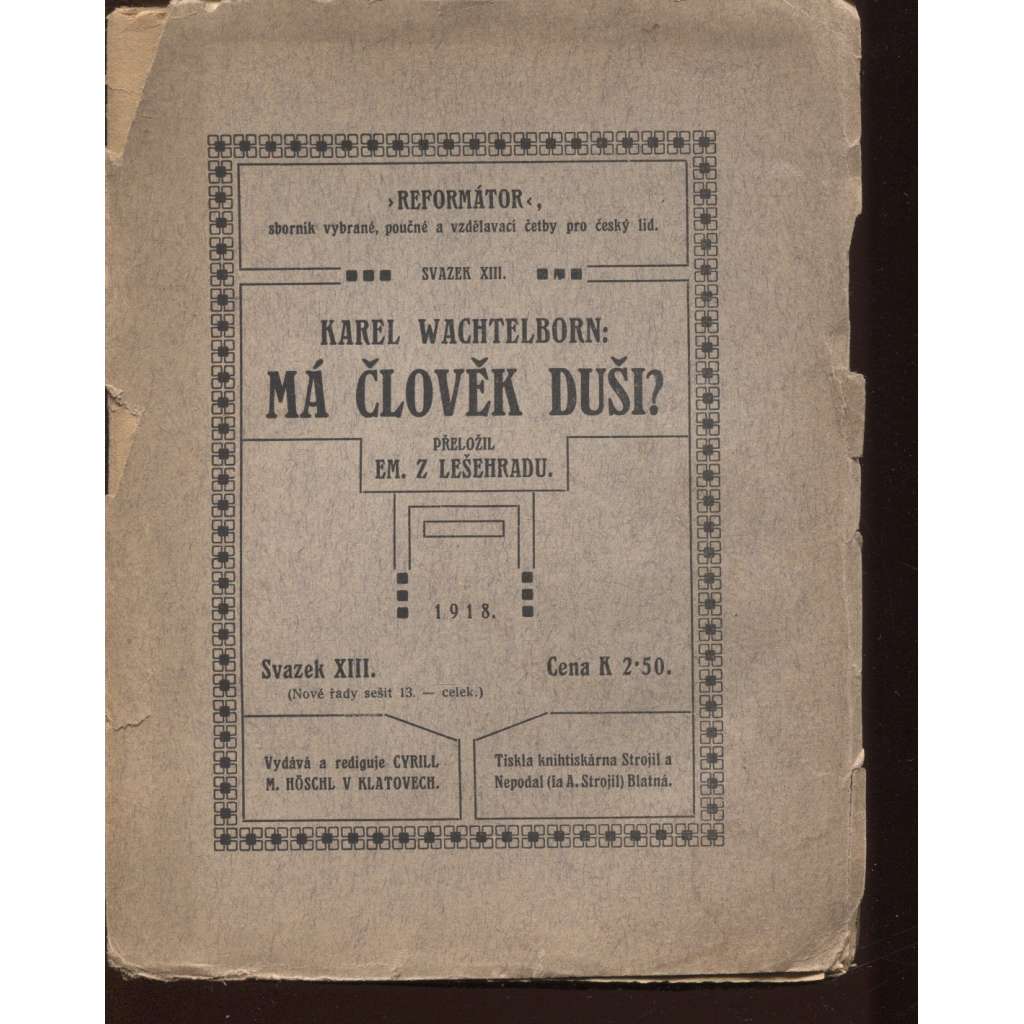 ›REFORMÁTOR‹,
sborník vybrané, poučné a vzdělavací četby pro český lid.
SVAZEK XIII.
KAREL WACHTELBORN:
MÁ ČLOVĚK DUŠI?
PŘELOŽIL
EM. Z LEŠEHRADU.
1918.
Svazek XIII.
Cena K 2·50.
(Nové řady sešit 13. — celek.)
Vydává a rediguje CYRILL
M. HÖSCHL V KLATOVECH.
Tiskla knihtiskárna Strojil a
Nepodal (fa A. Strojil) Blatná.